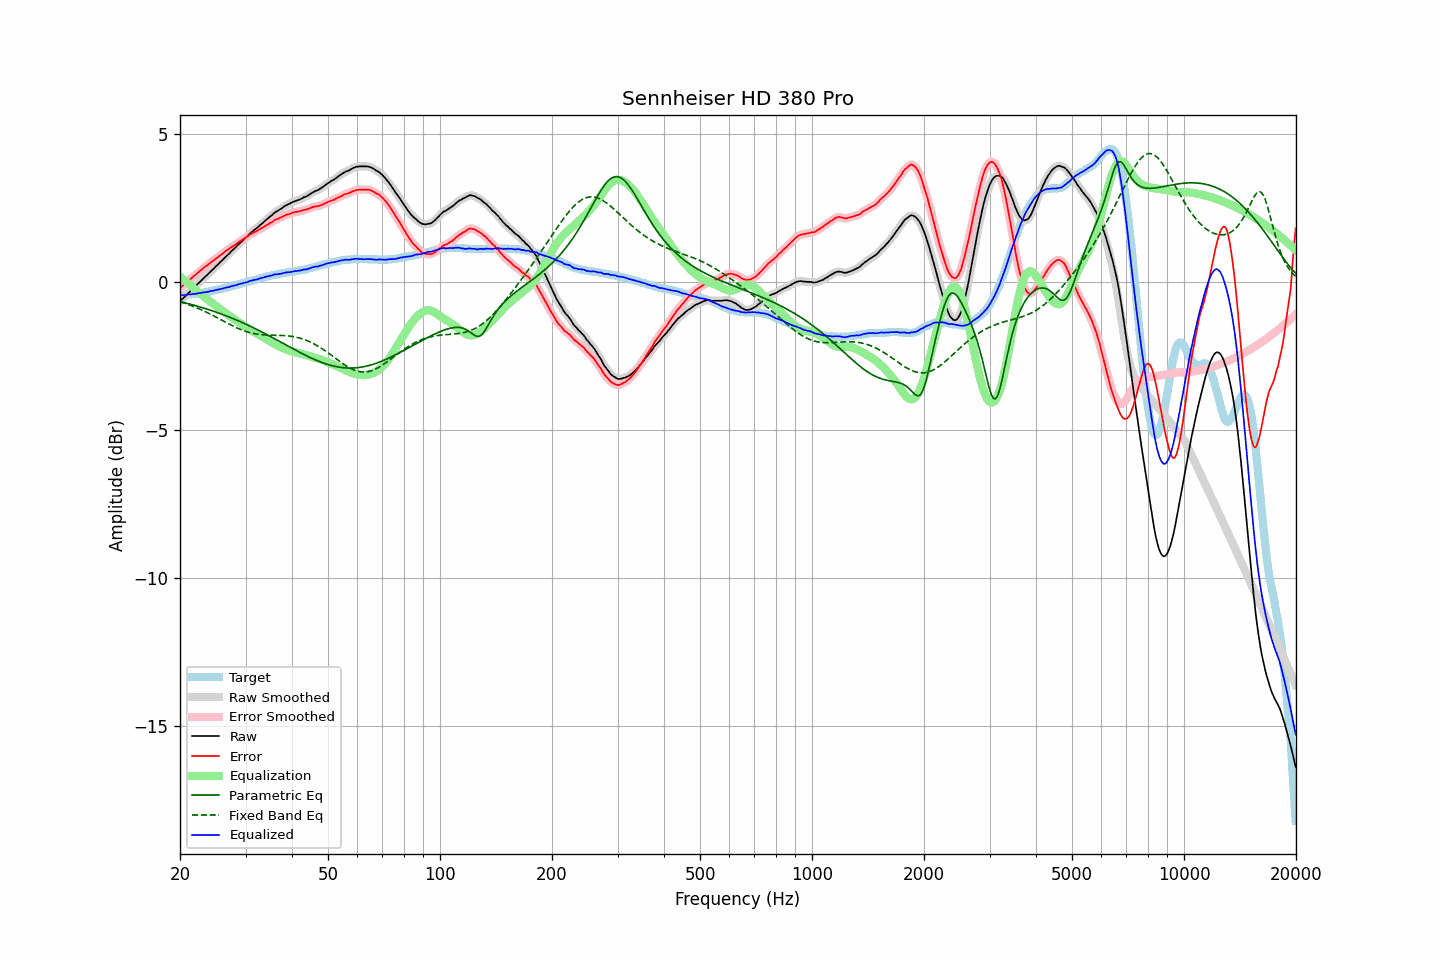 Sennheiser HD 380 Pro
5
0
−5
−10
−15
Amplitude (dBr)
Target
Raw Smoothed
Error Smoothed
Raw
Error
Equalization
Parametric Eq
Fixed Band Eq
Equalized
20 50 100 200 500 1000 2000 5000 10000 20000
Frequency (Hz)